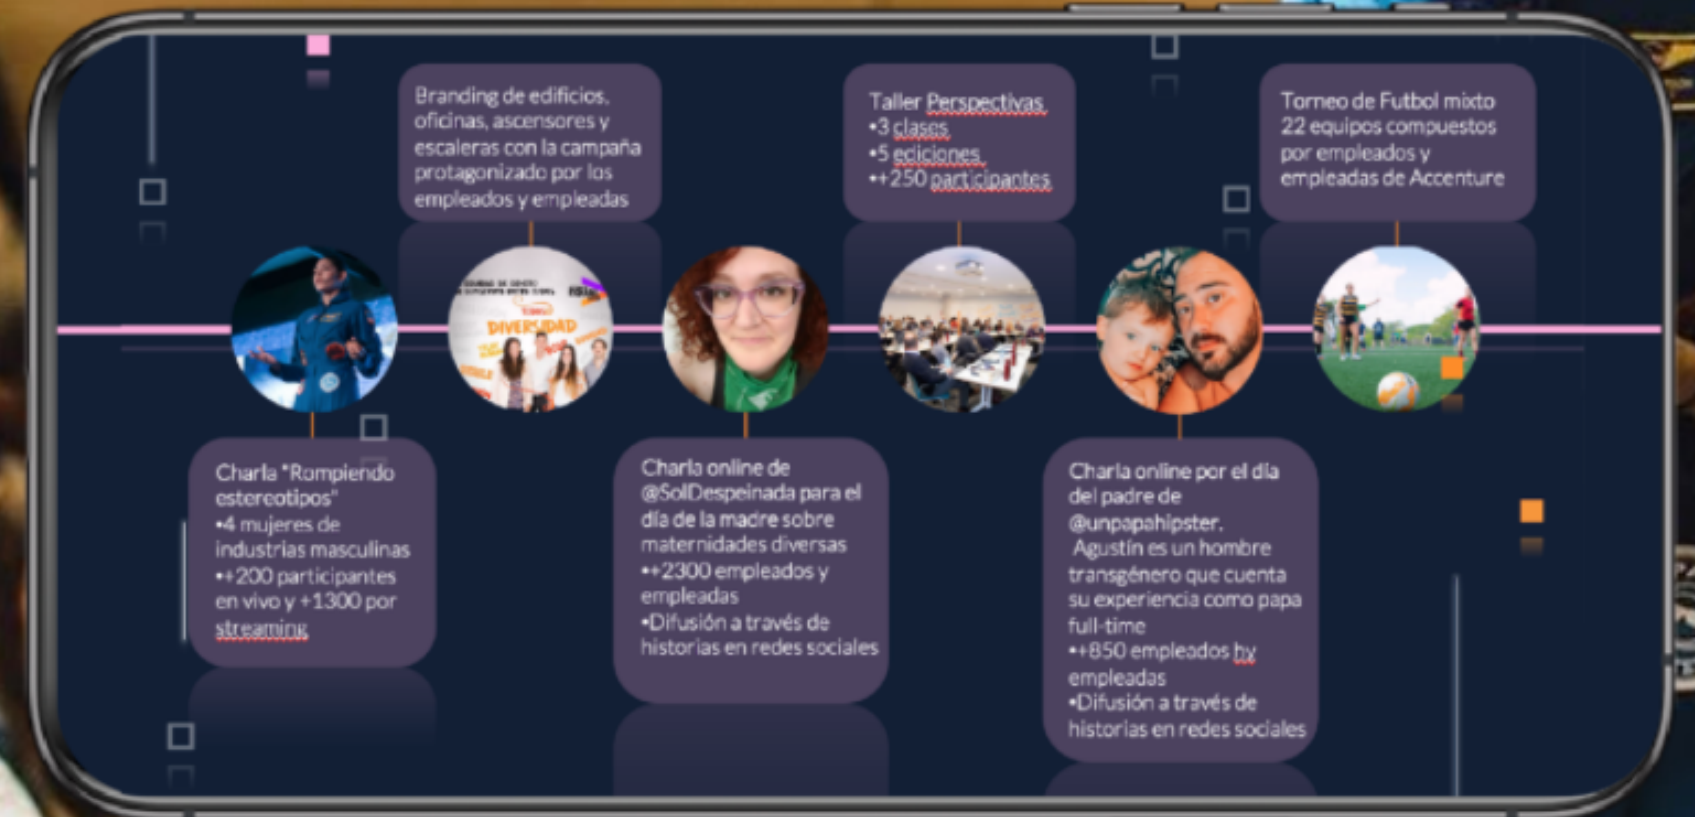 Branding de edificios,
oficinas, ascensores y
escaleras con la campaña
protagonizado por los
empleados y empleadas
Taller Perspectivas
•3 clases
•5 ediciones
•+250 participantes
Torneo de Futbol mixto
22 equipos compuestos
por empleados y
empleadas de Accenture
DIVERSIDAD
Charla "Rompiendo
estereotipos"
•4 mujeres de
industrias masculinas
•+200 participantes
en vivo y +1300 por
streaming
Charla online de
@SolDespeinada para el
día de la madre sobre
maternidades diversas
•+2300 empleados y
empleadas
•Difusión a través de
historias en redes sociales
Charla online por el día
del padre de
@unpapahipster.
Agustín es un hombre
transgénero que cuenta
su experiencia como papa
full-time
•+850 empleados hy
empleadas
•Difusión a través de
historias en redes sociales